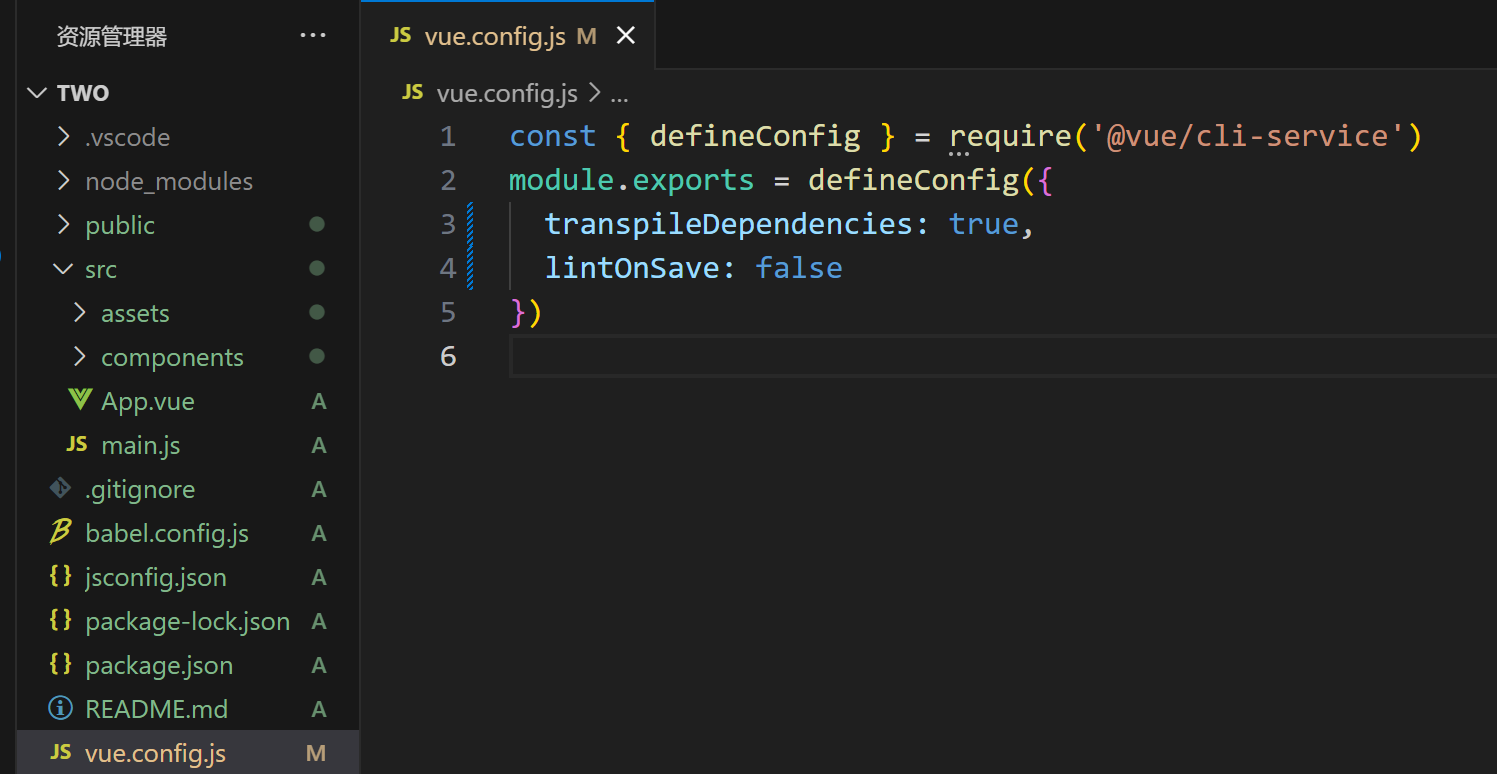 资源管理器 ...
TWO
.vscode
node_modules
public
src
assets
components
App.vue A
JS main.js A
.gitignore A
babel.config.js A
{} jsconfig.json A
{} package-lock.json A
{} package.json A
README.md A
JS vue.config.js M
JS vue.config.js M
JS vue.config.js > ...
1 const { defineConfig } = require('@vue/cli-service')
2 module.exports = defineConfig({
3 transpileDependencies: true,
4 lintOnSave: false
5 })
6